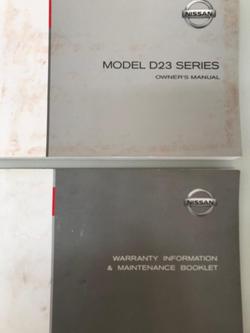 NISSAN
MODEL D23 SERIES
OWNER'S MANUAL
NISSAN
WARRANTY INFORMATION
& MAINTENANCE BOOKLET